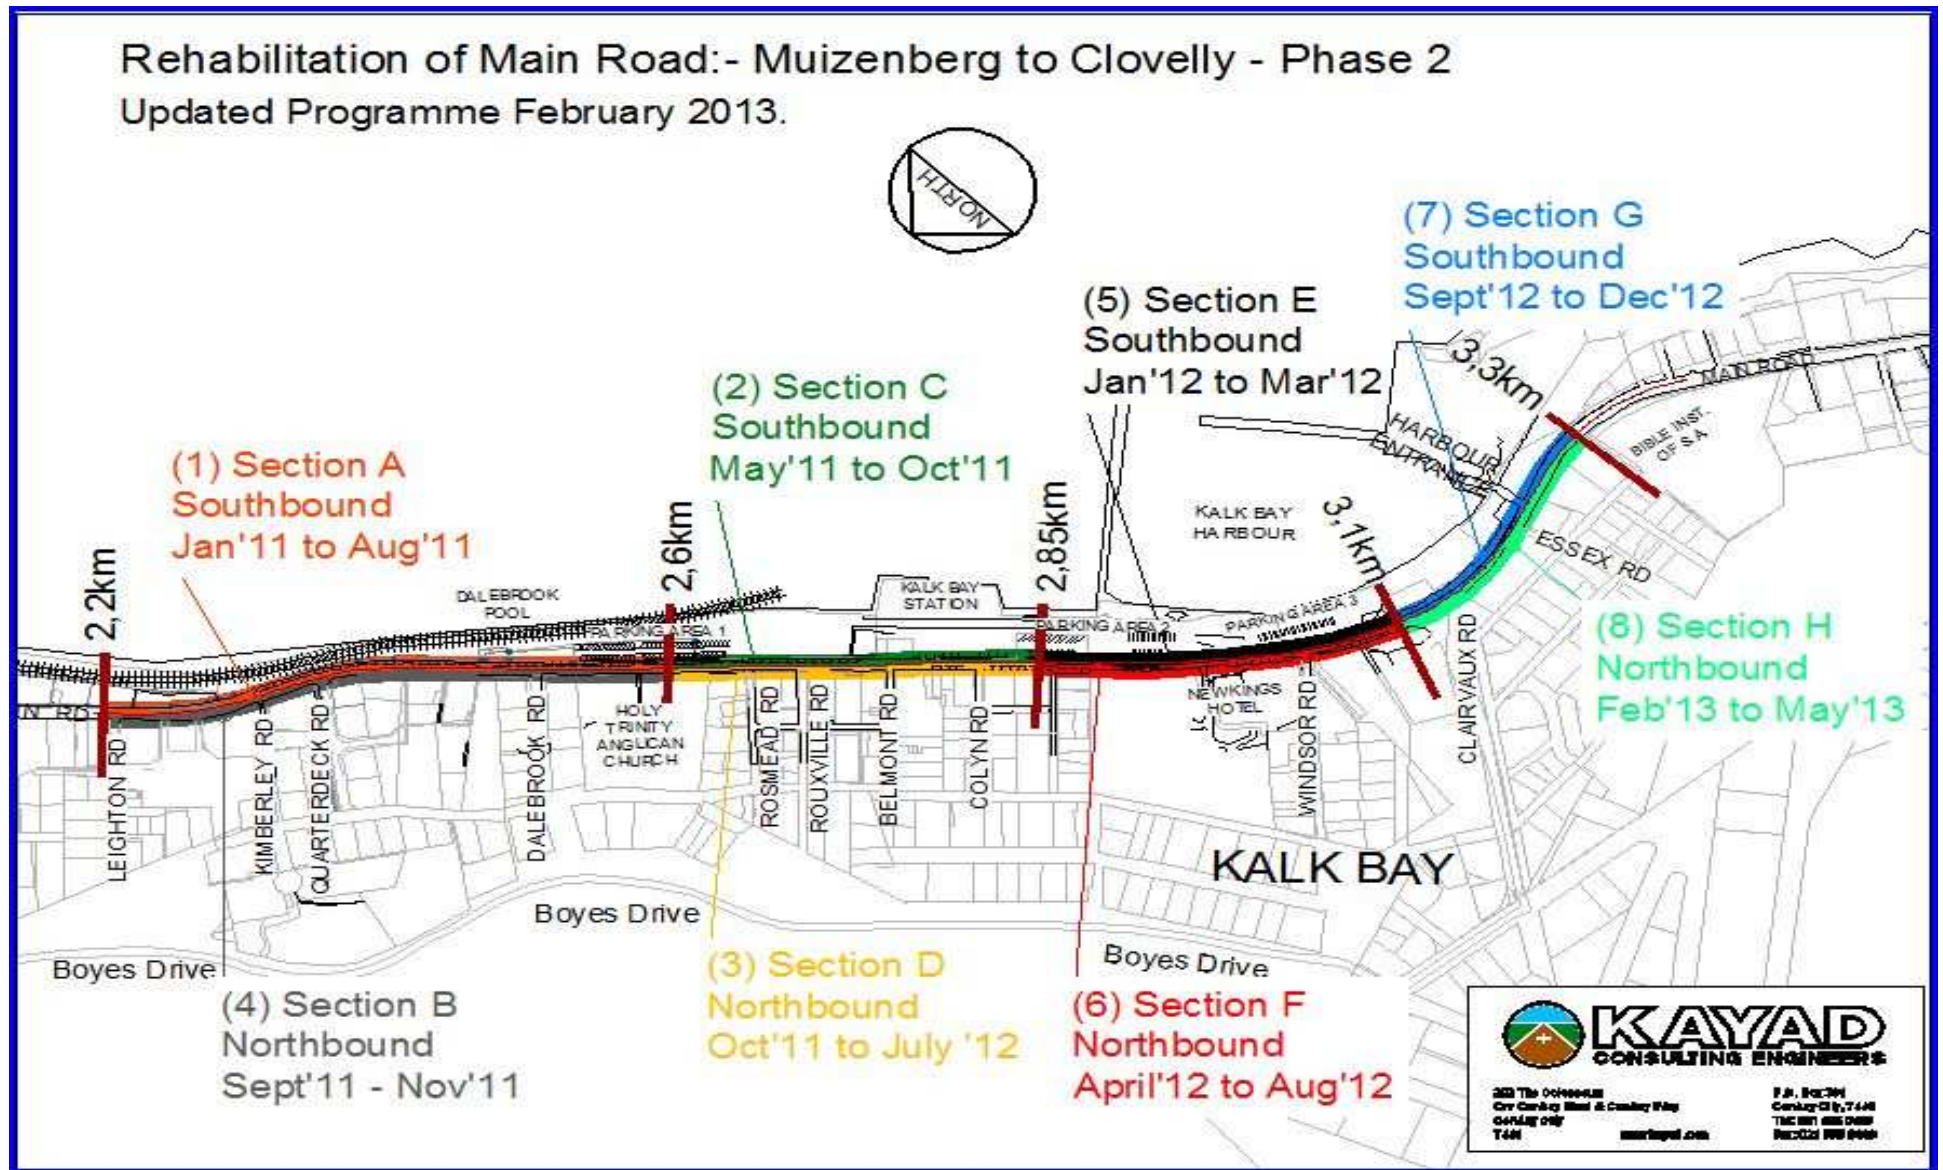 Rehabilitation of Main Road:- Muizenberg to Clovelly - Phase 2
Updated Programme February 2013.
NORTH
(7) Section G
Southbound
Sept'12 to Dec'12
(5) Section E
Southbound
Jan'12 to Mar'12
3,3km
MAIN ROAD
BIBLE INST.
OF S.A.
(2) Section C
Southbound
May'11 to Oct'11
HARBOUR
ENTRANCE
(1) Section A
Southbound
Jan'11 to Aug'11
KALK BAY
HARBOUR
3,1km
ESSEX RD
2,2km
2,6km
2,85km
DALEBROOK
POOL
KALK BAY
STATION
PARKING AREA 1
PARKING AREA 2
PARKING AREA 3
(8) Section H
Northbound
Feb'13 to May'13
N RD
LEIGHTON RD
KIMBERLEY RD
QUARTERDECK RD
DALEBROOK RD
HOLY
TRINITY
ANGLICAN
CHURCH
ROSMEAD RD
ROUXVILLE RD
BELMONT RD
COLYN RD
NEWKINGS
HOTEL
WINDSOR RD
CLAIRVAUX RD
KALK BAY
Boyes Drive
Boyes Drive
Boyes Drive
(4) Section B
Northbound
Sept'11 - Nov'11
(3) Section D
Northbound
Oct'11 to July '12
(6) Section F
Northbound
April'12 to Aug'12
KAYAD
CONSULTING ENGINEERS